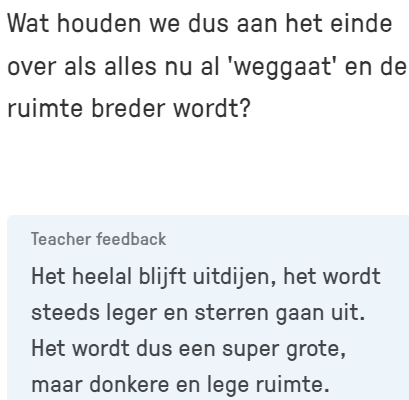 Wat houden we dus aan het einde
over als alles nu al 'weggaat' en de
ruimte breder wordt?
Teacher feedback
Het heelal blijft uitdijen, het wordt
steeds leger en sterren gaan uit.
Het wordt dus een super grote,
maar donkere en lege ruimte.